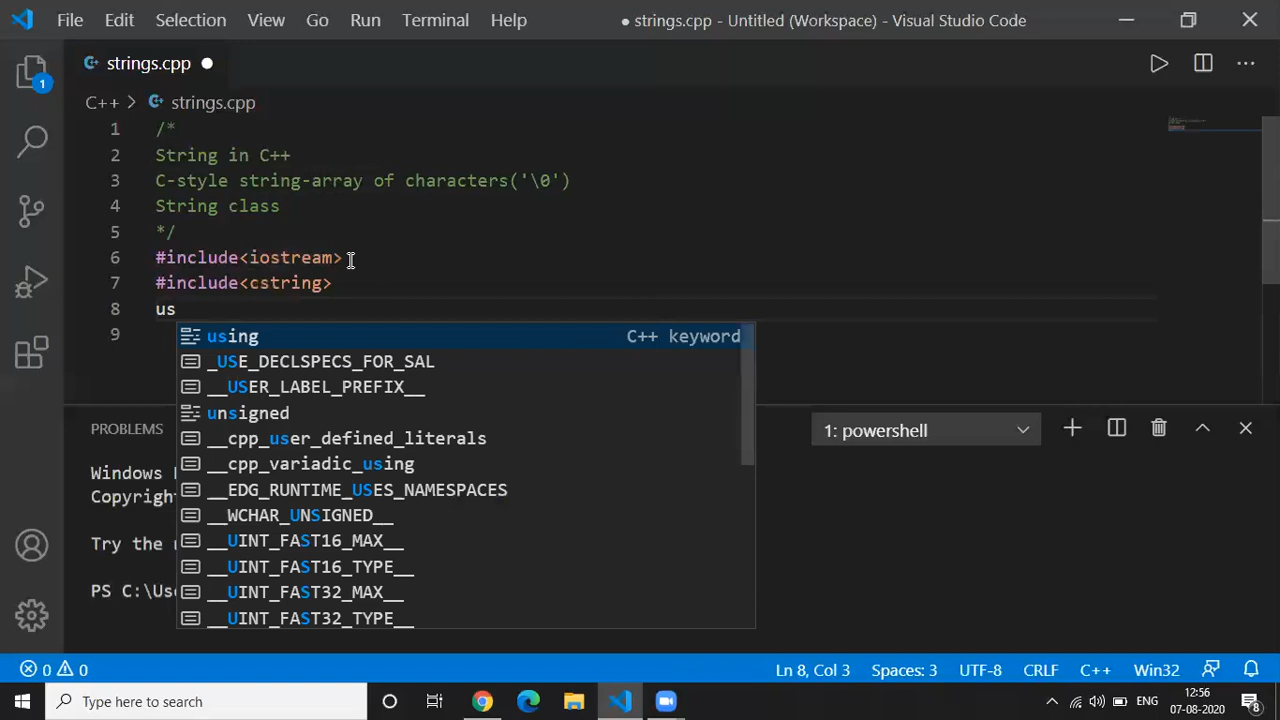 File Edit Selection View Go Run Terminal Help ● strings.cpp - Untitled (Workspace) - Visual Studio Code
strings.cpp ●
1
C++ > strings.cpp
1 /*
2 String in C++
3 C-style string-array of characters('\0')
4 String class
5 */
6 #include<iostream>
7 #include<cstring>
8 us
9
using C++ keyword
_USE_DECLSPECS_FOR_SAL
__USER_LABEL_PREFIX__
unsigned
__cpp_user_defined_literals
__cpp_variadic_using
__EDG_RUNTIME_USES_NAMESPACES
__WCHAR_UNSIGNED__
__UINT_FAST16_MAX__
__UINT_FAST16_TYPE__
__UINT_FAST32_MAX__
__UINT_FAST32_TYPE__
PROBLEMS 1: powershell
Windows
Copyright
Try the
PS C:\Us
0 0 Ln 8, Col 3 Spaces: 3 UTF-8 CRLF C++ Win32
Type here to search ENG 12:56
07-08-2020 8